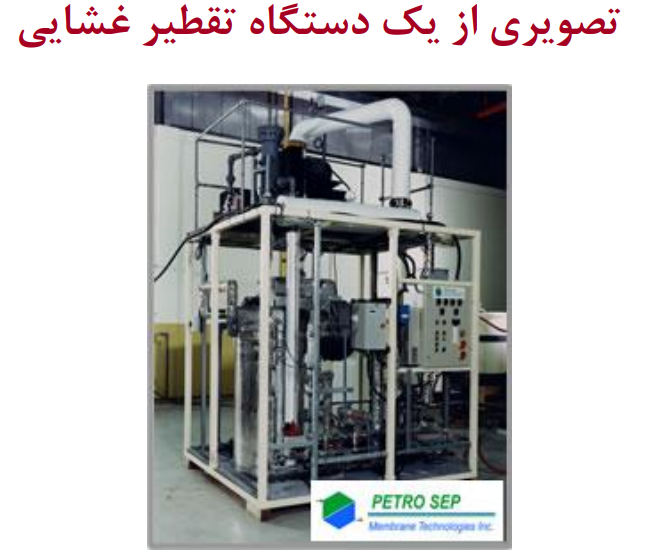 تصویری از یک دستگاه تقطیر غشایی
PETRO SEP
Membrane Technologies Inc.